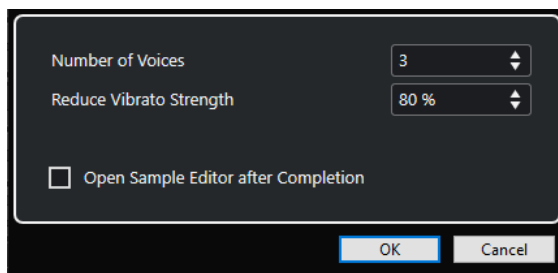 Number of Voices 3
Reduce Vibrato Strength 80 %
Open Sample Editor after Completion
OK Cancel